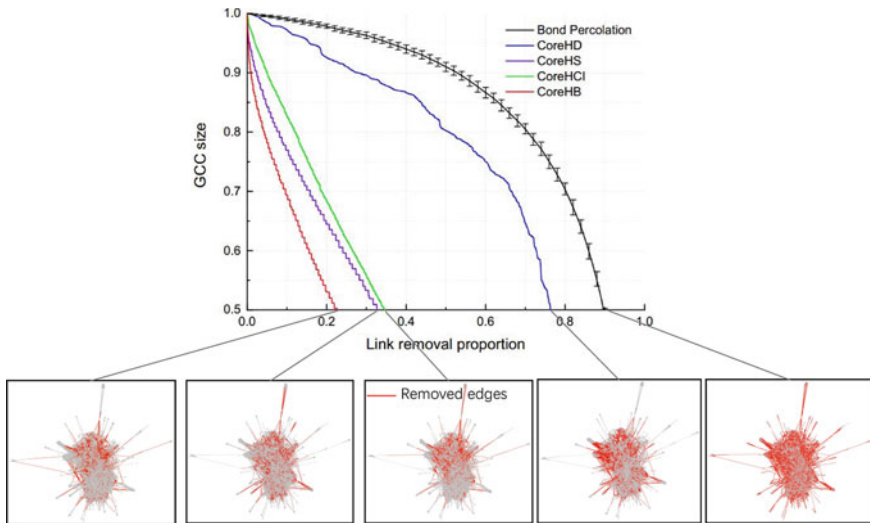 1.0
0.9
0.8
0.7
0.6
0.5
GCC size
Bond Percolation
CoreHD
CoreHS
CoreHCI
CoreHB
0.0 0.2 0.4 0.6 0.8 1.0
Link removal proportion
Removed edges